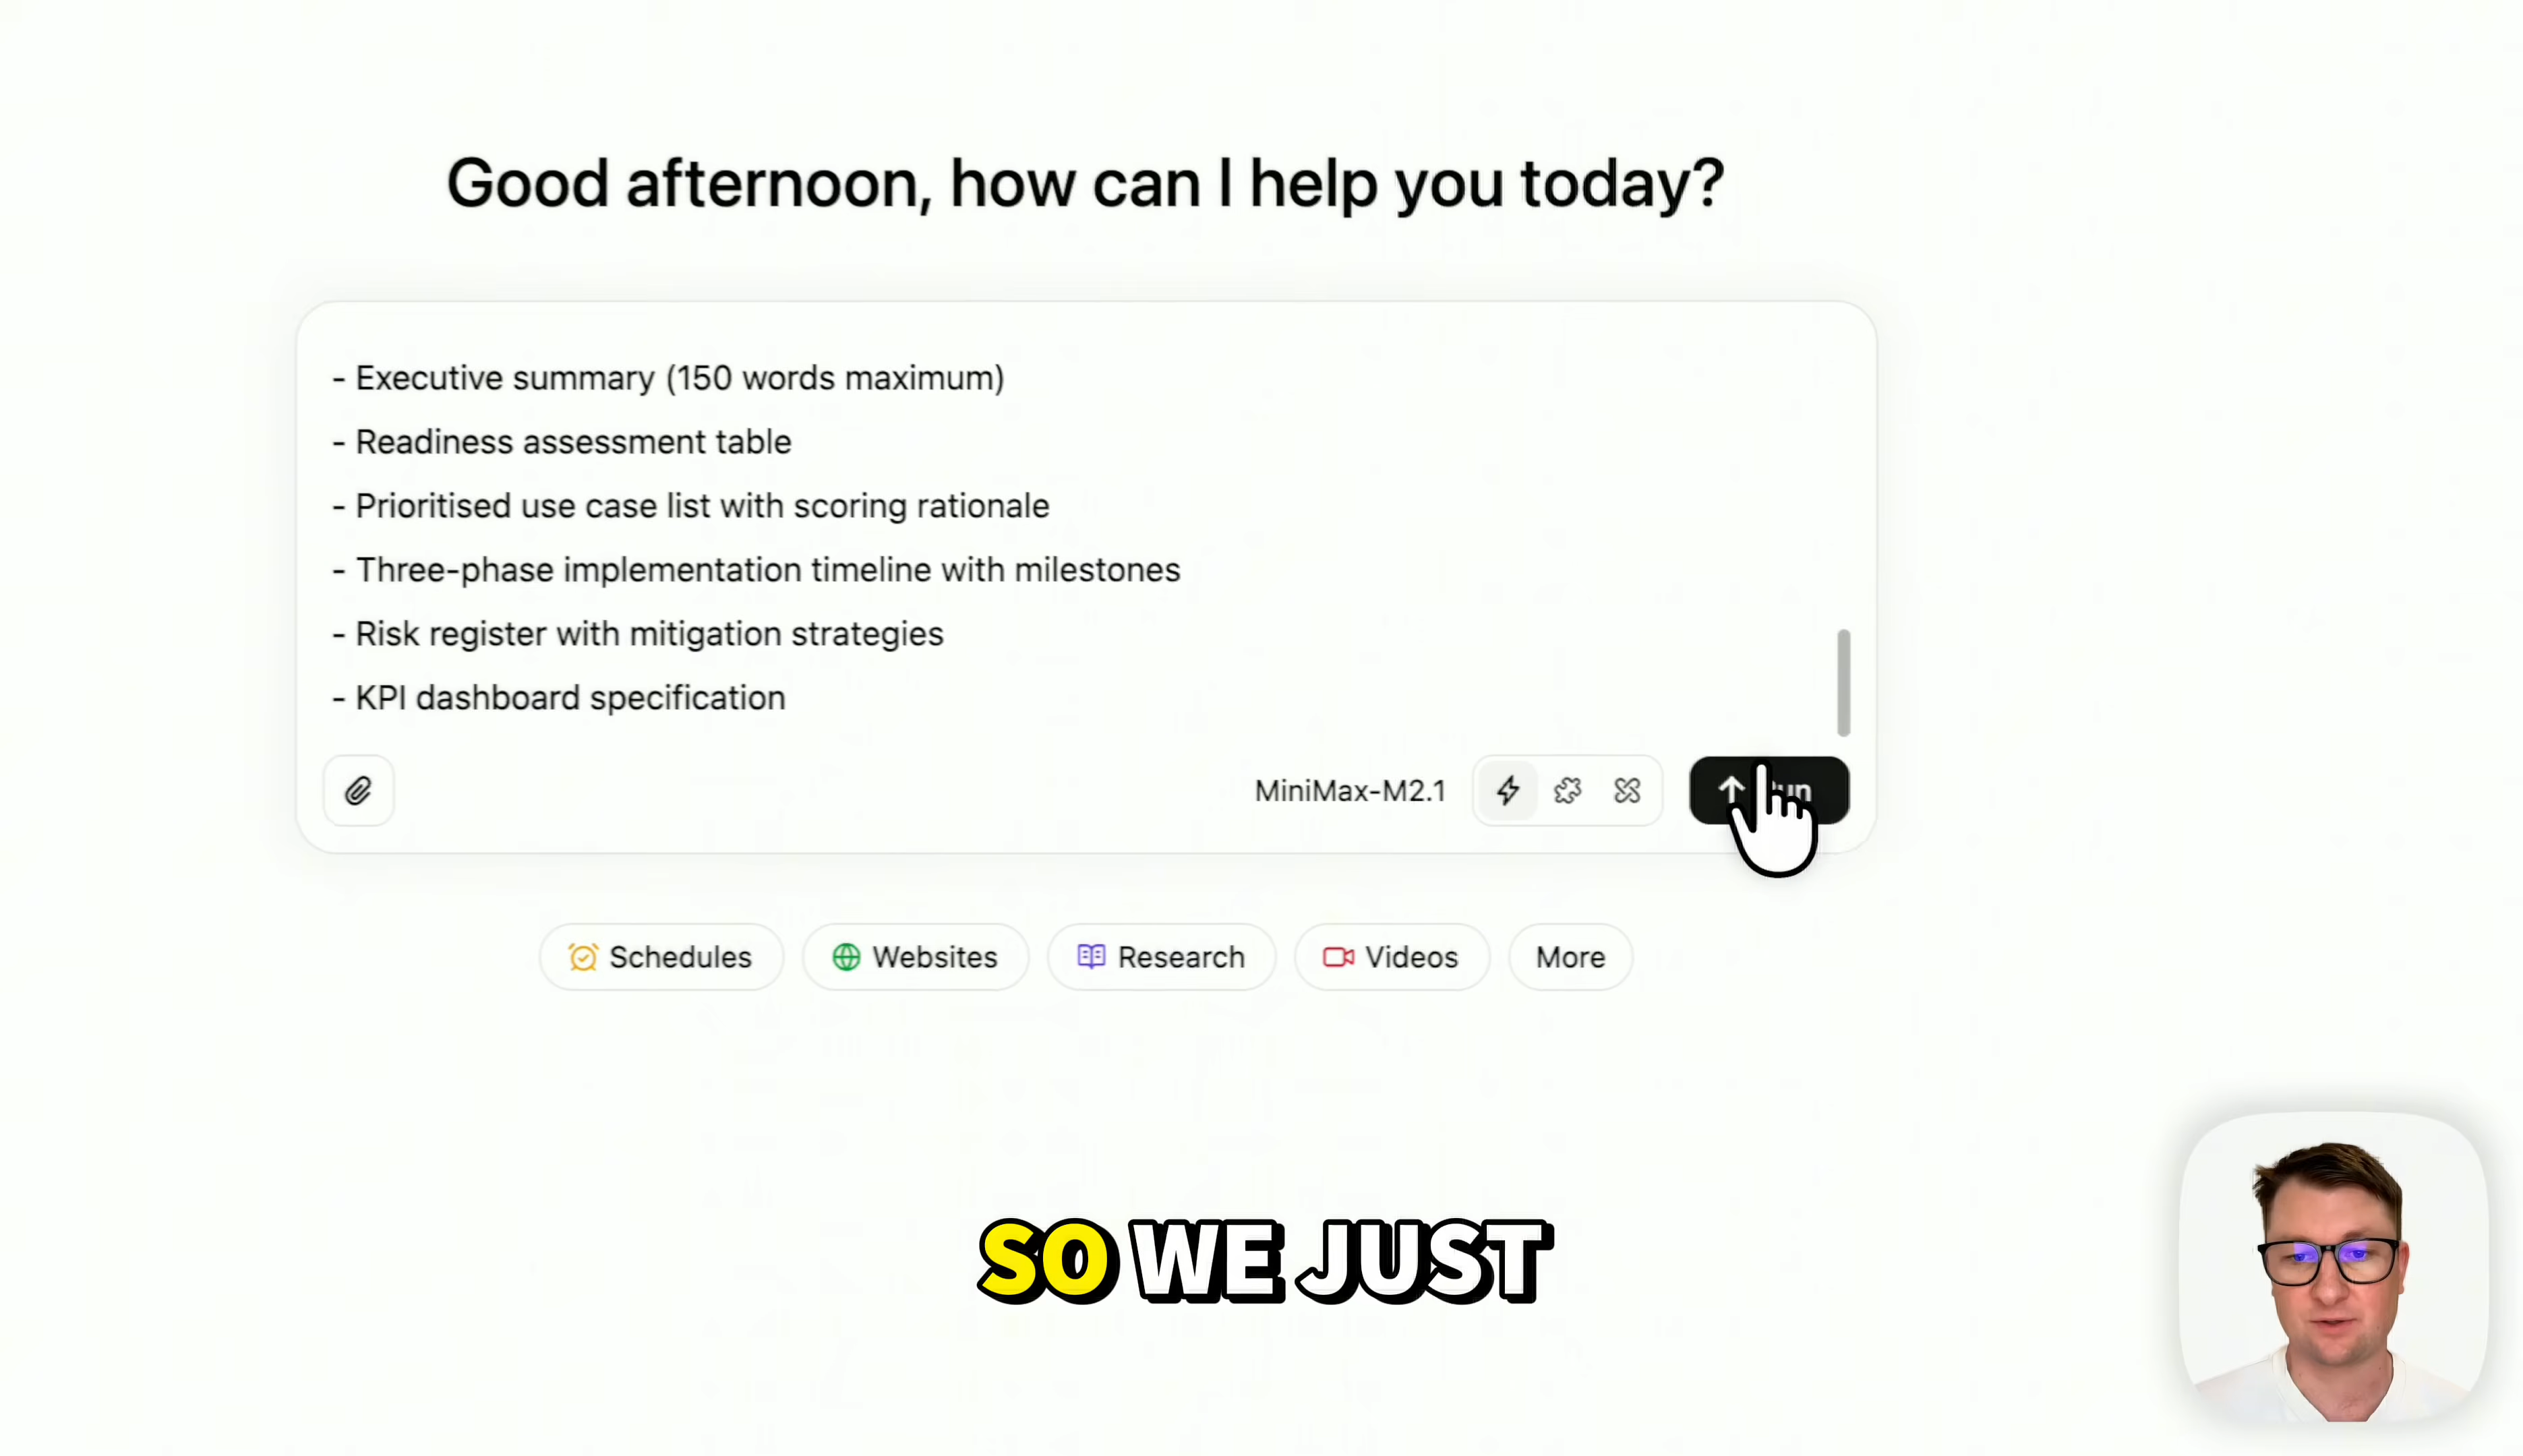 Good afternoon, how can I help you today?
- Executive summary (150 words maximum)
- Readiness assessment table
- Prioritised use case list with scoring rationale
- Three-phase implementation timeline with milestones
- Risk register with mitigation strategies
- KPI dashboard specification
MiniMax-M2.1
Schedules Websites Research Videos More
SO WE JUST